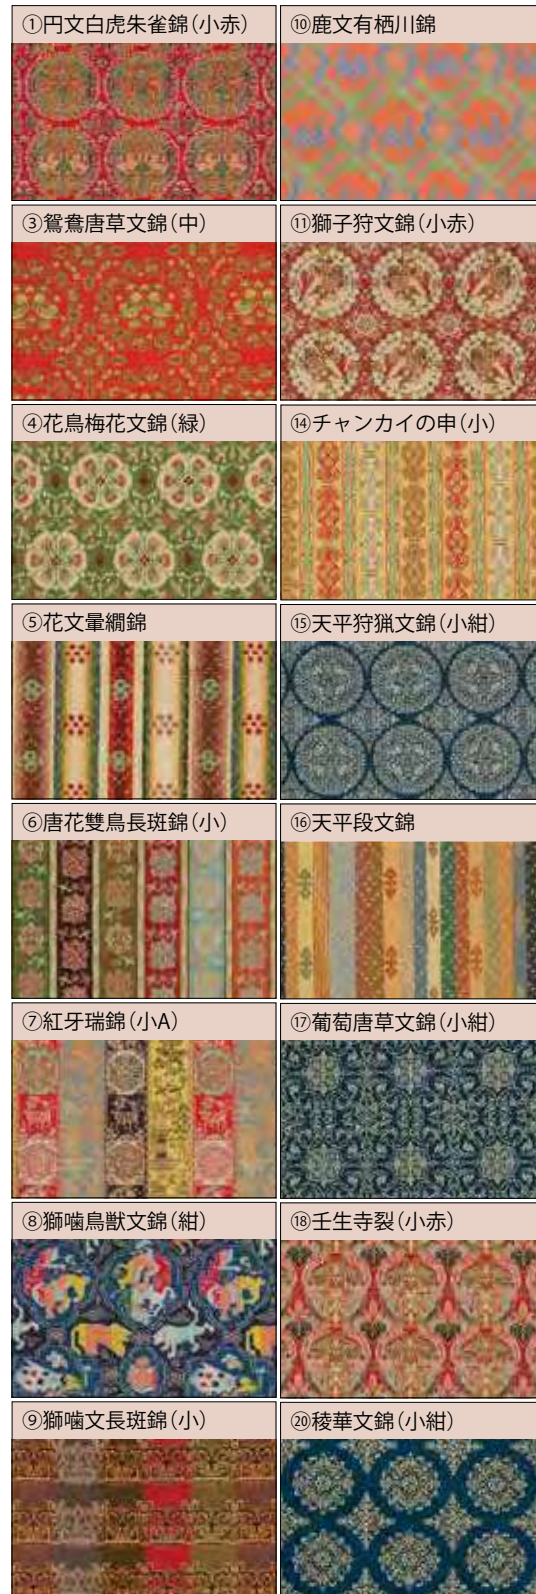 ①円文白虎朱雀錦(小赤)
③鴛鴦唐草文錦(中)
④花鳥梅花文錦(緑)
⑤花文暈繝錦
⑥唐花雙鳥長斑錦(小)
⑦紅牙瑞錦(小A)
⑧獅噛鳥獣文錦(紺)
⑨獅噛文長斑錦(小)
⑩鹿文有栖川錦
⑪獅子狩文錦(小赤)
⑭チャンカイの申(小)
⑮天平狩猟文錦(小紺)
⑯天平段文錦
⑰葡萄唐草文錦(小紺)
⑱壬生寺裂(小赤)
⑳稜華文錦(小紺)